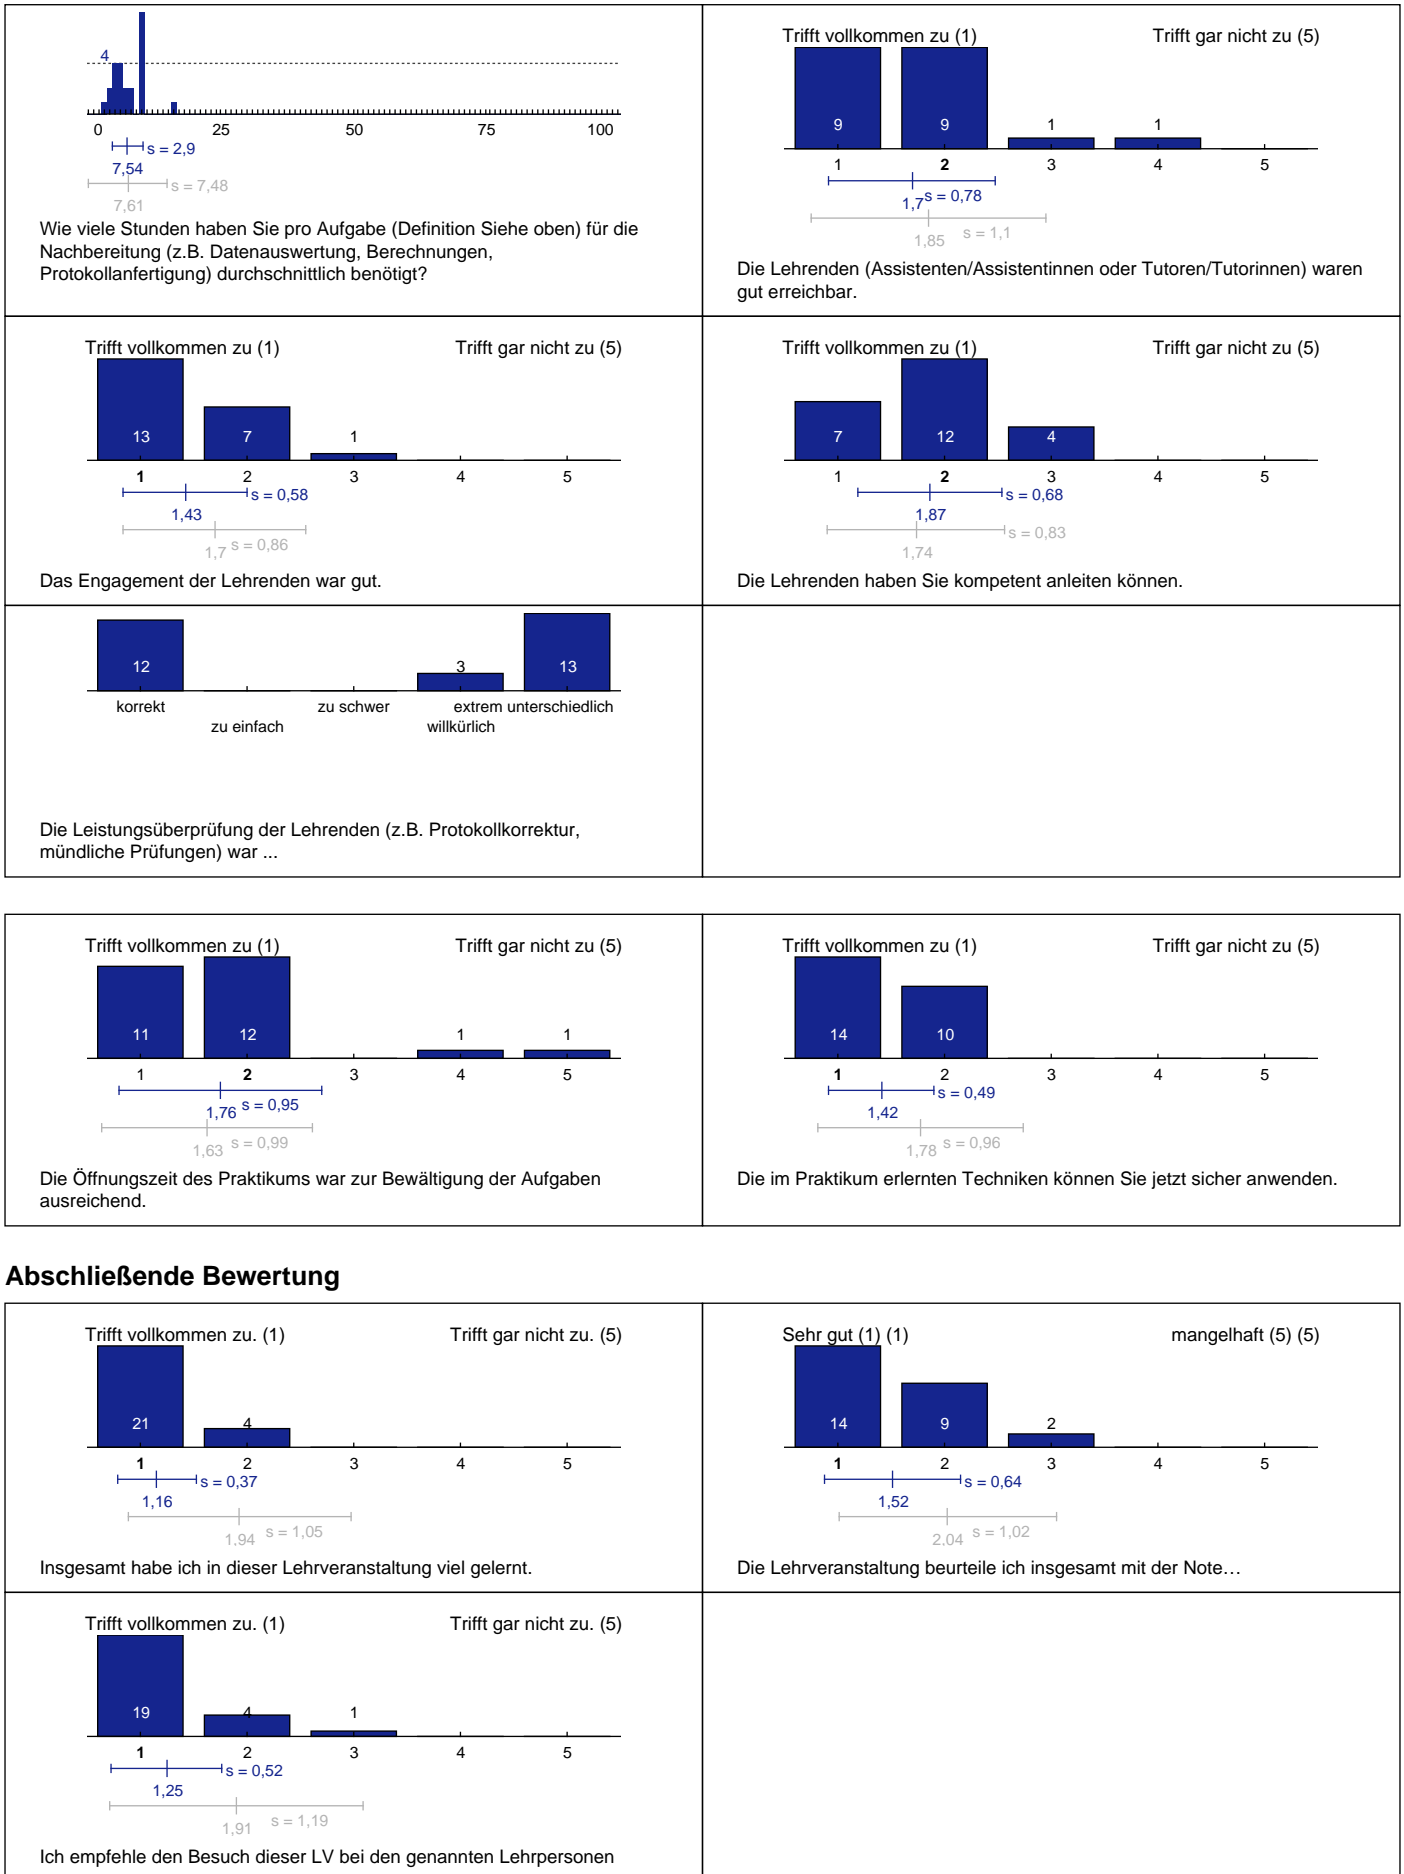 4
0 25 50 75 100
s = 2,9
7,54
s = 7,48
7,61
Wie viele Stunden haben Sie pro Aufgabe (Definition Siehe oben) für die
Nachbereitung (z.B. Datenauswertung, Berechnungen,
Protokollanfertigung) durchschnittlich benötigt?
Trifft vollkommen zu (1) Trifft gar nicht zu (5)
9 9 1 1
1 2 3 4 5
1,7 s = 0,78
1,85 s = 1,1
Die Lehrenden (Assistenten/Assistentinnen oder Tutoren/Tutorinnen) waren
gut erreichbar.
Trifft vollkommen zu (1) Trifft gar nicht zu (5)
13 7 1
1 2 3 4 5
s = 0,58
1,43
1,7 s = 0,86
Das Engagement der Lehrenden war gut.
Trifft vollkommen zu (1) Trifft gar nicht zu (5)
7 12 4
1 2 3 4 5
s = 0,68
1,87
s = 0,83
1,74
Die Lehrenden haben Sie kompetent anleiten können.
12 3 13
korrekt zu schwer extrem unterschiedlich
zu einfach willkürlich
Die Leistungsüberprüfung der Lehrenden (z.B. Protokollkorrektur,
mündliche Prüfungen) war ...
Trifft vollkommen zu (1) Trifft gar nicht zu (5)
11 12 1 1
1 2 3 4 5
1,76 s = 0,95
1,63 s = 0,99
Die Öffnungszeit des Praktikums war zur Bewältigung der Aufgaben
ausreichend.
Trifft vollkommen zu (1) Trifft gar nicht zu (5)
14 10
1 2 3 4 5
s = 0,49
1,42
1,78 s = 0,96
Die im Praktikum erlernten Techniken können Sie jetzt sicher anwenden.
Abschließende Bewertung
Trifft vollkommen zu. (1) Trifft gar nicht zu. (5)
21 4
1 2 3 4 5
s = 0,37
1,16
1,94 s = 1,05
Insgesamt habe ich in dieser Lehrveranstaltung viel gelernt.
Sehr gut (1) (1) mangelhaft (5) (5)
14 9 2
1 2 3 4 5
s = 0,64
1,52
2,04 s = 1,02
Die Lehrveranstaltung beurteile ich insgesamt mit der Note…
Trifft vollkommen zu. (1) Trifft gar nicht zu. (5)
19 4 1
1 2 3 4 5
s = 0,52
1,25
1,91 s = 1,19
Ich empfehle den Besuch dieser LV bei den genannten Lehrpersonen